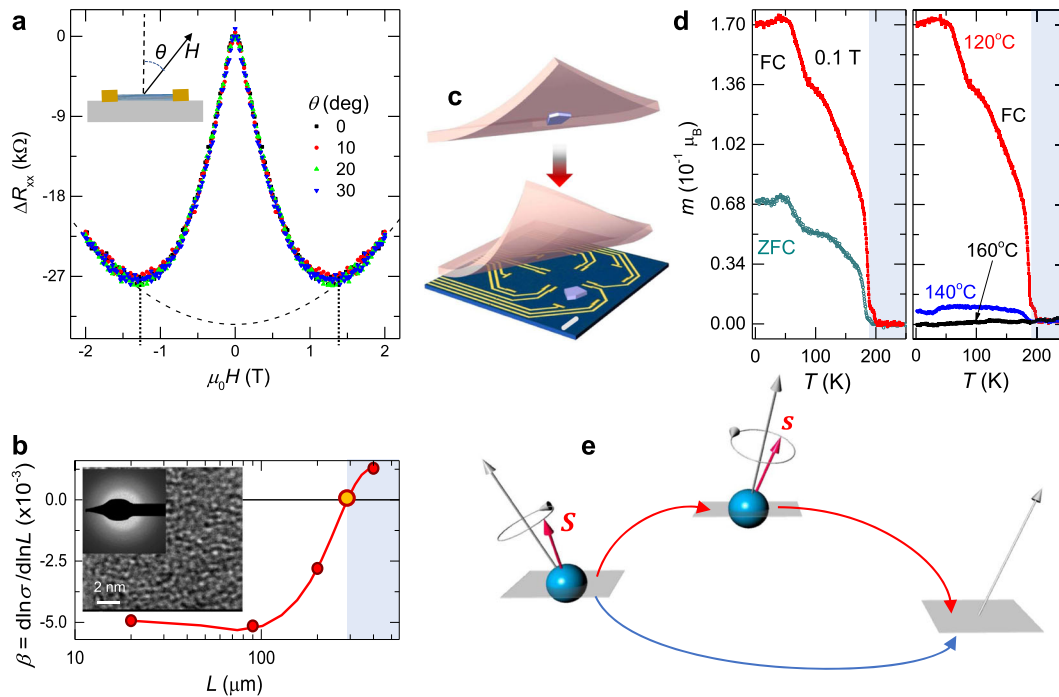 a
0
-9
-18
-27
ΔR_xx (kΩ)
θ
H
θ (deg)
0
10
20
30
-2
-1
0
1
2
μ₀H (T)
b
0.0
-2.5
-5.0
β = dlnσ/dlnL (x10⁻³)
2 nm
10
100
L (μm)
c
d
1.70
1.36
1.02
0.68
0.34
0.00
m (10⁻¹ μ_B)
FC
0.1 T
ZFC
0
100
200
T (K)
120°C
FC
160°C
140°C
0
100
200
T (K)
e
S
s